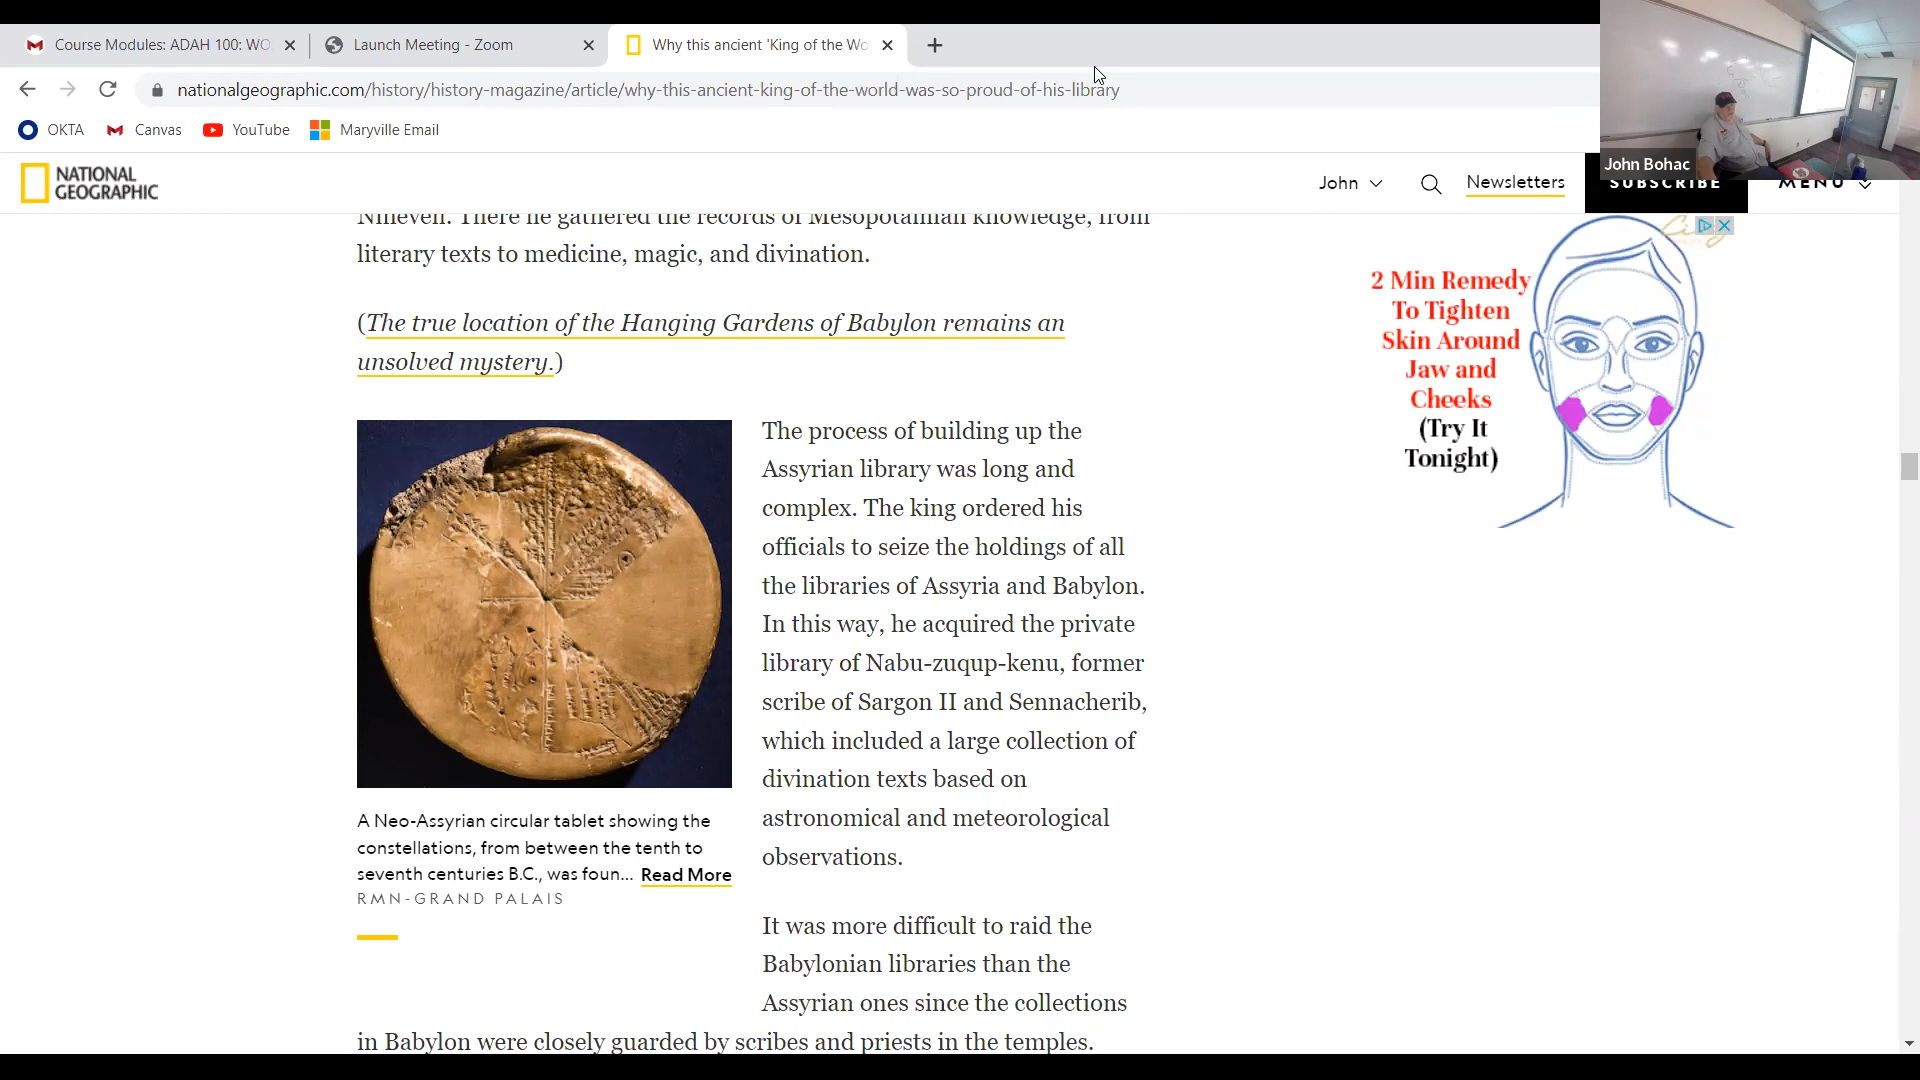 Course Modules: ADAH 100: WO
Launch Meeting - Zoom
Why this ancient 'King of the Wo
nationalgeographic.com/history/history-magazine/article/why-this-ancient-king-of-the-world-was-so-proud-of-his-library
OKTA
Canvas
YouTube
Maryville Email
John Bohac
NATIONAL
GEOGRAPHIC
John
Newsletters
SUBSCRIBE
MENU
Nineveh. There he gathered the records of Mesopotamian knowledge, from
literary texts to medicine, magic, and divination.
(The true location of the Hanging Gardens of Babylon remains an
unsolved mystery.)
The process of building up the
Assyrian library was long and
complex. The king ordered his
officials to seize the holdings of all
the libraries of Assyria and Babylon.
In this way, he acquired the private
library of Nabu-zuqup-kenu, former
scribe of Sargon II and Sennacherib,
which included a large collection of
divination texts based on
astronomical and meteorological
observations.
A Neo-Assyrian circular tablet showing the
constellations, from between the tenth to
seventh centuries B.C., was foun... Read More
RMN-GRAND PALAIS
It was more difficult to raid the
Babylonian libraries than the
Assyrian ones since the collections
in Babylon were closely guarded by scribes and priests in the temples.
2 Min Remedy
To Tighten
Skin Around
Jaw and
Cheeks
(Try It
Tonight)